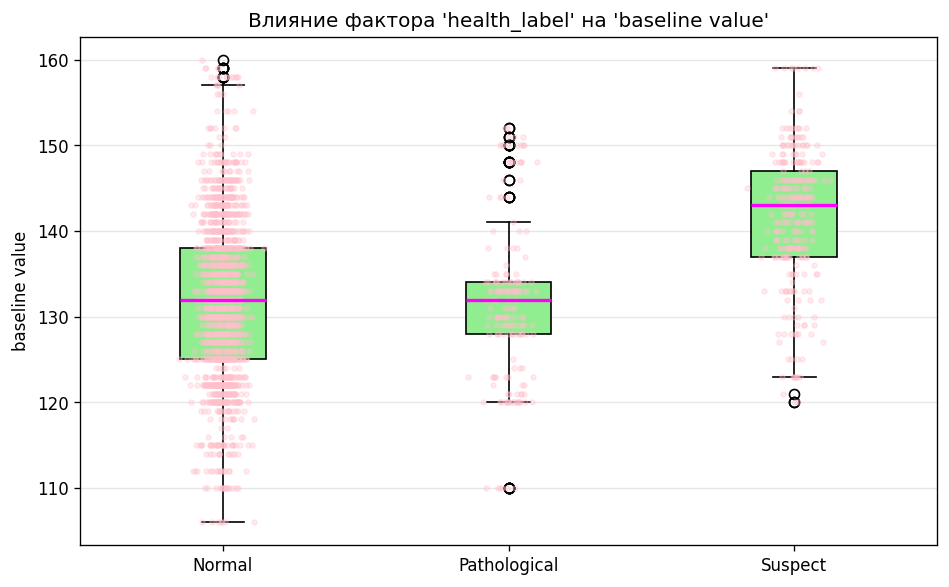 Влияние фактора 'health_label' на 'baseline value'
160
150
140
130
120
110
baseline value
Normal
Pathological
Suspect